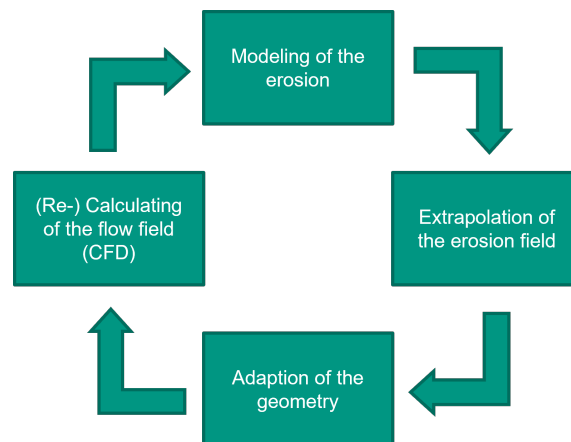 Modeling of the
erosion
(Re-) Calculating
of the flow field
(CFD)
Extrapolation of
the erosion field
Adaption of the
geometry